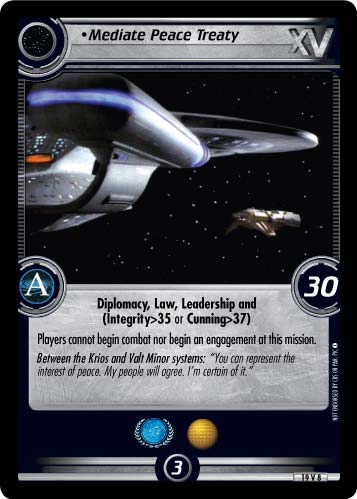 •Mediate Peace Treaty
XV
A
30
Diplomacy, Law, Leadership and
(Integrity>35 or Cunning>37)
Players cannot begin combat nor begin an engagement at this mission.
Between the Krios and Valt Minor systems: "You can represent the
interest of peace. My people will agree. I'm certain of it."
3
19 V 8